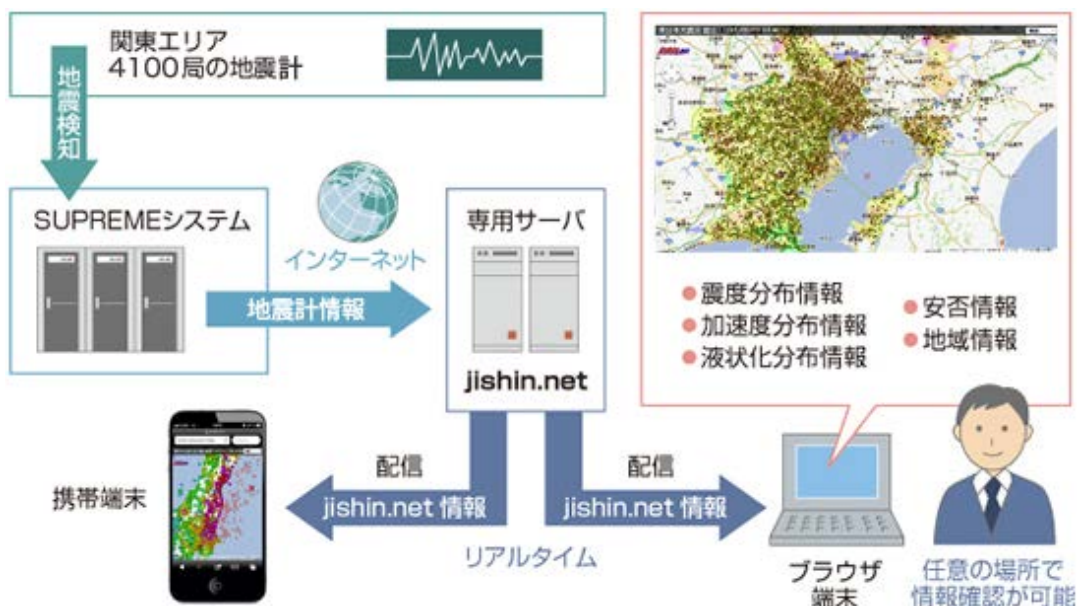 関東エリア
4100局の地震計
地震検知
SUPREMEシステム
インターネット
地震計情報
専用サーバ
jishin.net
●震度分布情報
●加速度分布情報
●液状化分布情報
●安否情報
●地域情報
配信
jishin.net 情報
配信
jishin.net 情報
リアルタイム
携帯端末
ブラウザ
端末
任意の場所で
情報確認が可能